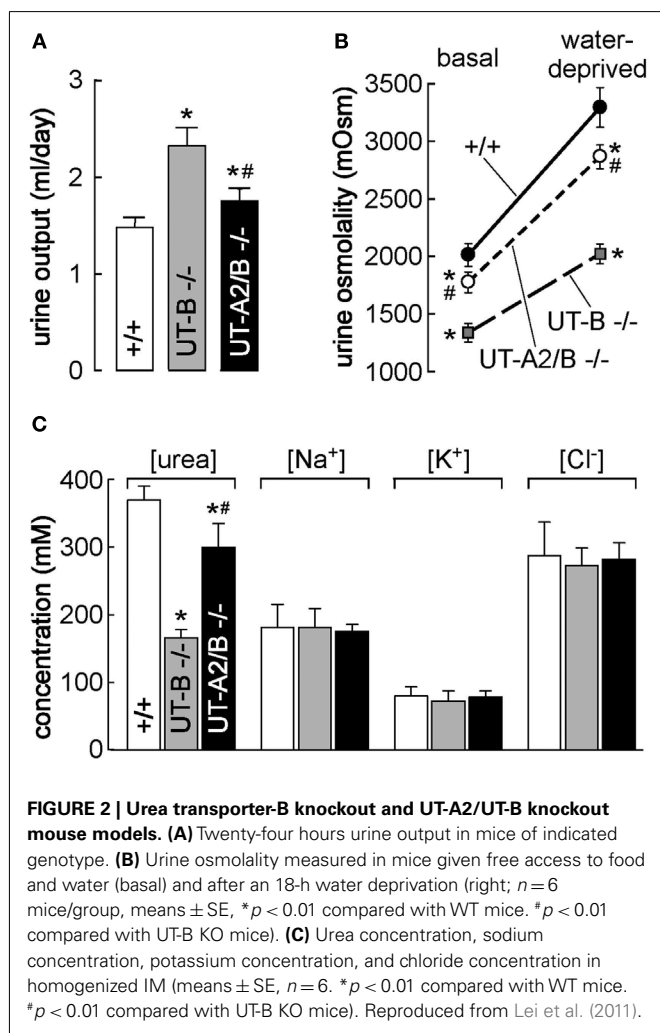 A
urine output (ml/day)
3
2
1
0
*
*#
+/+
UT-B -/-
UT-A2/B -/-
B
basal
water-
deprived
urine osmolality (mOsm)
3500
3000
2500
2000
1500
1000
+/+
*
#
*
#
*
*
UT-B -/-
UT-A2/B -/-
C
[urea]
[Na+]
[K+]
[Cl-]
concentration (mM)
400
300
200
100
0
*
*#
+/+
UT-B -/-
UT-A2/B -/-
FIGURE 2 | Urea transporter-B knockout and UT-A2/UT-B knockout
mouse models. (A) Twenty-four hours urine output in mice of indicated
genotype. (B) Urine osmolality measured in mice given free access to food
and water (basal) and after an 18-h water deprivation (right; n = 6
mice/group, means ± SE, *p < 0.01 compared with WT mice. #p < 0.01
compared with UT-B KO mice). (C) Urea concentration, sodium
concentration, potassium concentration, and chloride concentration in
homogenized IM (means ± SE, n = 6. *p < 0.01 compared with WT mice.
#p < 0.01 compared with UT-B KO mice). Reproduced from Lei et al. (2011).